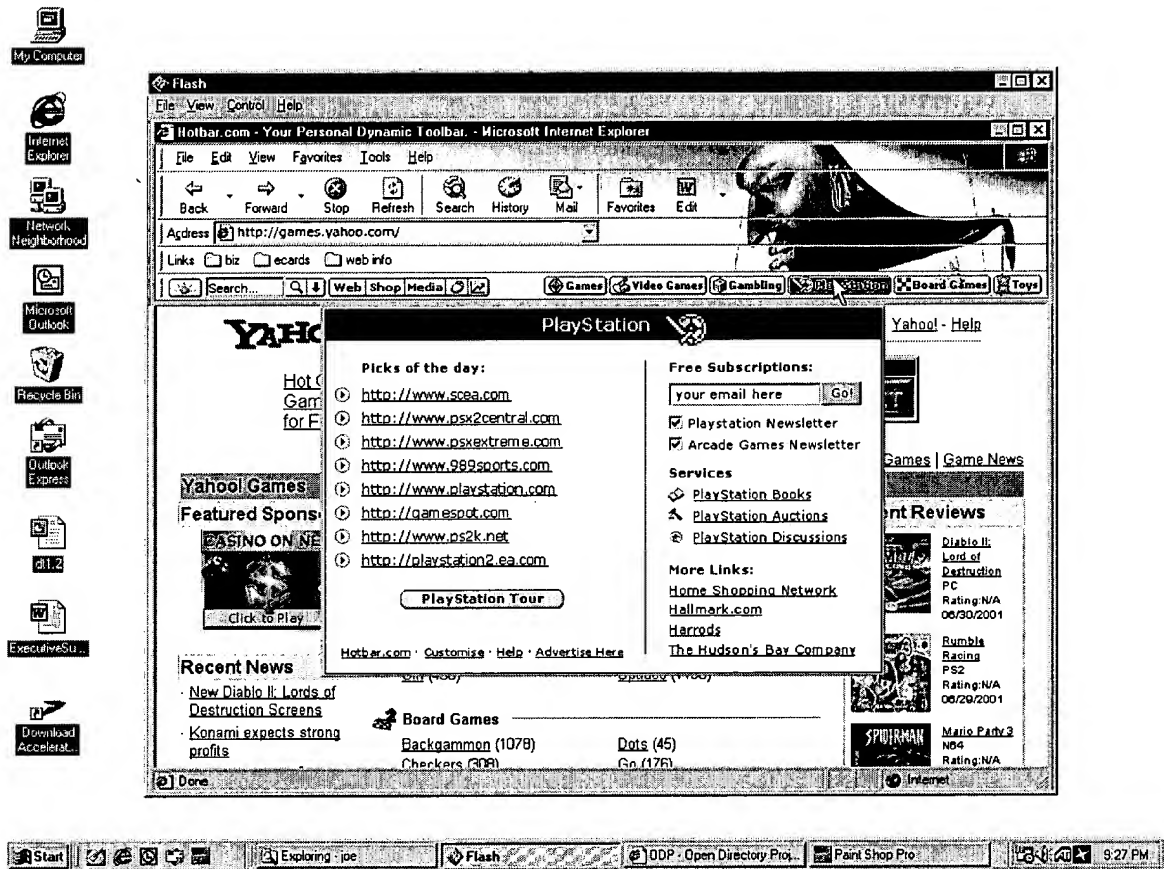 My Computer
Internet
Explorer
Network
Neighborhood
Microsoft
Outlook
Recycle Bin
Outlook
Express
dl1.2
ExecutiveSu...
Download
Accelerat...
Flash
File View Control Help
Hotbar.com - Your Personal Dynamic Toolbar. - Microsoft Internet Explorer
File Edit View Favorites Tools Help
Back Forward Stop Refresh Search History Mail Favorites Edit
Address http://games.yahoo.com/
Links biz ecards web info
Search... Web Shop Media Games Video Games Gambling PlayStation Board Games Toys
YAHO
Yahoo! - Help
Hot
Gam
for F
Games | Game News
Yahoo! Games
Featured Spons
CASINO ON NE
Click to Play
Recent News
· New Diablo II: Lords of
Destruction Screens
· Konami expects strong
profits
PlayStation
Picks of the day:
http://www.scea.com
http://www.psx2central.com
http://www.psxextreme.com
http://www.989sports.com
http://www.playstation.com
http://gamespot.com
http://www.ps2k.net
http://playstation2.ea.com
PlayStation Tour
Hotbar.com · Customise · Help · Advertise Here
Free Subscriptions:
your email here Go!
Playstation Newsletter
Arcade Games Newsletter
Services
PlayStation Books
PlayStation Auctions
PlayStation Discussions
More Links:
Home Shopping Network
Hallmark.com
Harrods
The Hudson's Bay Company
Board Games
Backgammon (1078) Dots (45)
Checkers (308) Go (176)
nt Reviews
Diablo II:
Lord of
Destruction
PC
Rating:N/A
06/30/2001
Rumble
Racing
PS2
Rating:N/A
06/29/2001
SPIDER-MAN
Mario Party 3
N64
Rating:N/A
Done Internet
Start Exploring - joe Flash ODP - Open Directory Proj... Paint Shop Pro 9:27 PM